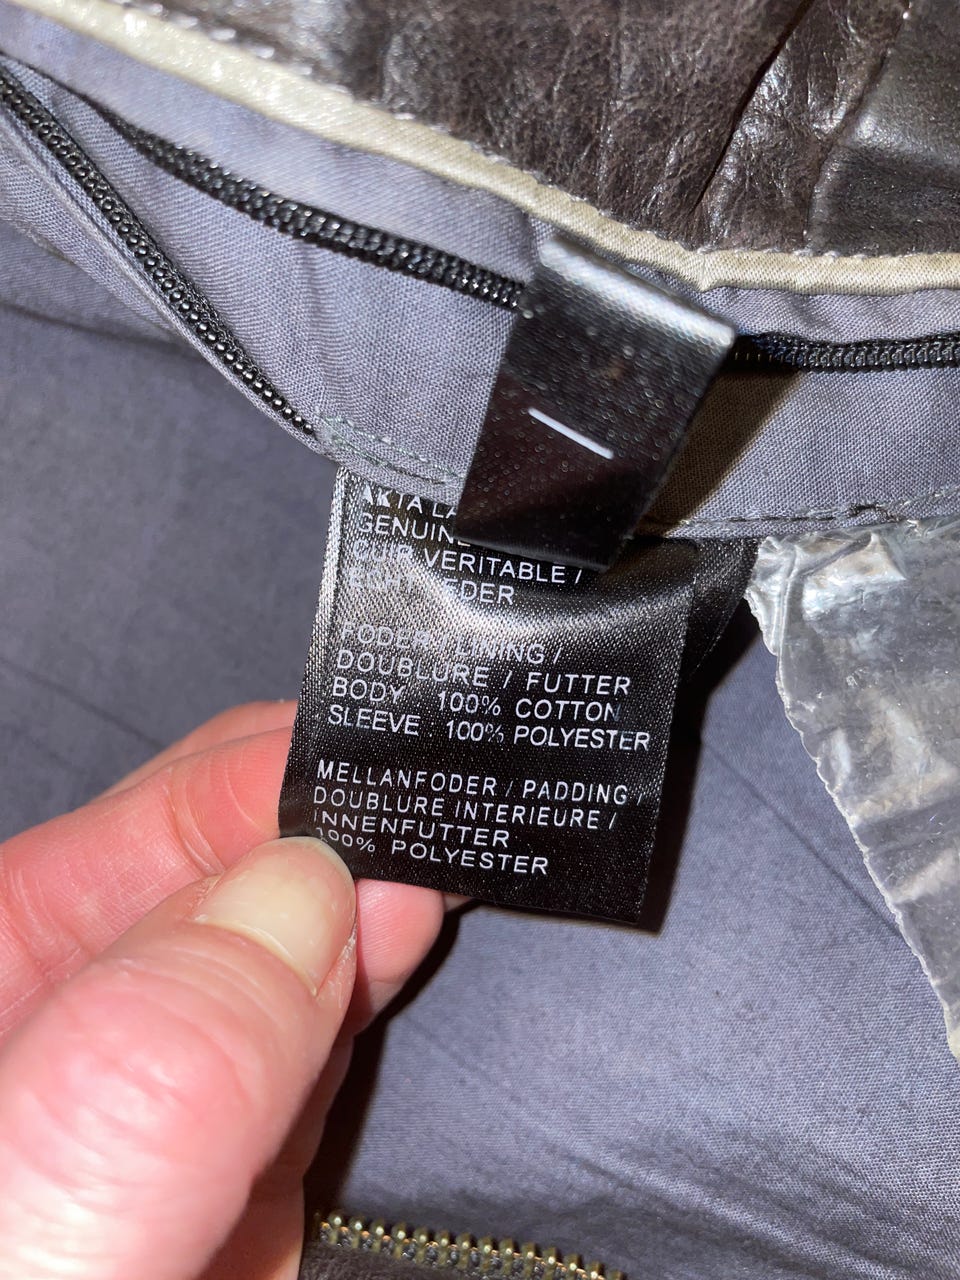 ÄKTA
GENUINE
CUIR VERITABLE /
FODER / LINING /
DOUBLURE / FUTTER
BODY 100% COTTON
SLEEVE 100% POLYESTER
MELLANFODER / PADDING /
DOUBLURE INTERIEURE /
INNENFUTTER
100% POLYESTER